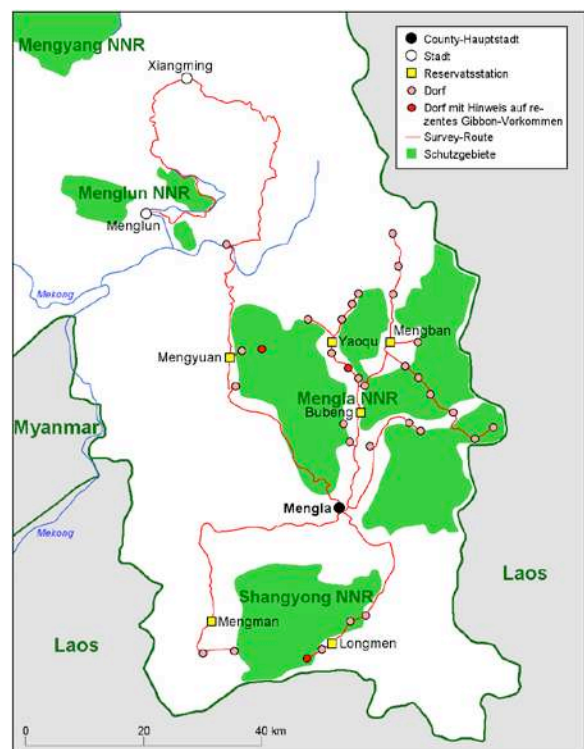 Mengyang NNR
Xiangming
County-Hauptstadt
Stadt
Reservatsstation
Dorf
Dorf mit Hinweis auf re-
zentes Gibbon-Vorkommen
Survey-Route
Schutzgebiete
Menglun NNR
Menglun
Mekong
Yaoqu
Mengban
Mengyuan
Mengla NNR
Bubeng
Myanmar
Mengla
Mekong
Laos
Shangyong NNR
Mengman
Laos
Longmen
0 20 40 km